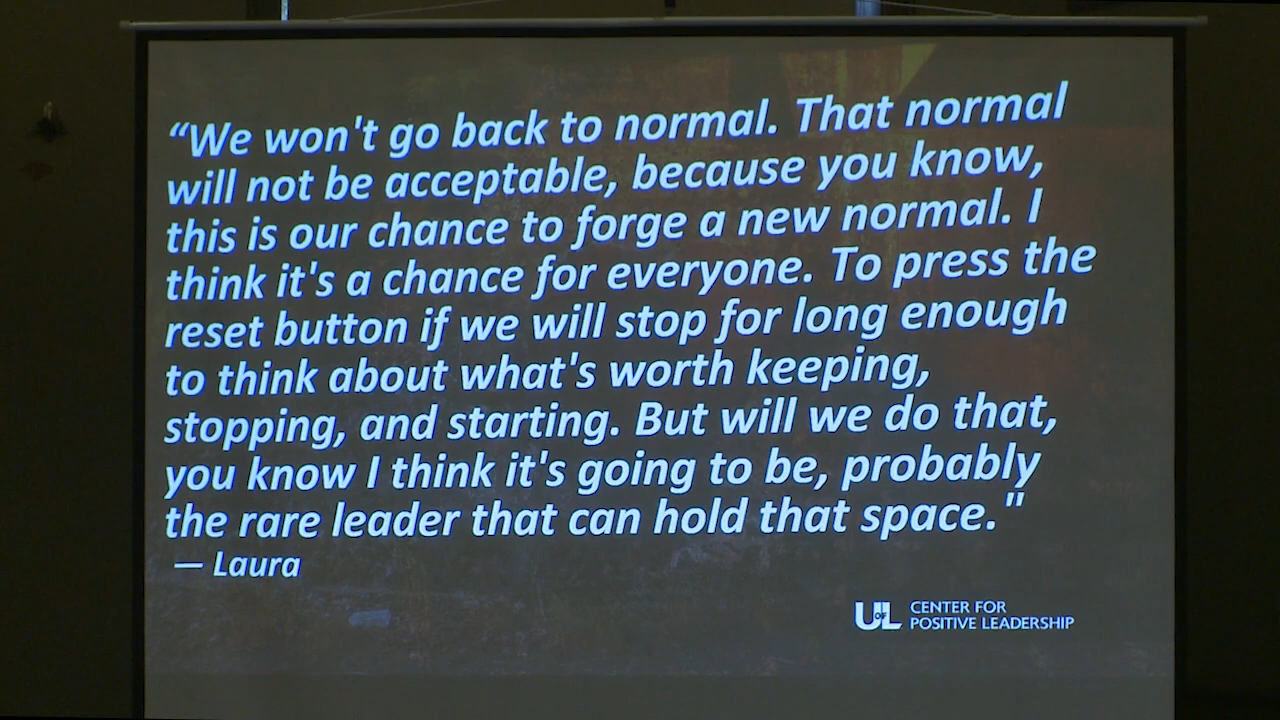 “We won't go back to normal. That normal
will not be acceptable, because you know,
this is our chance to forge a new normal. I
think it's a chance for everyone. To press the
reset button if we will stop for long enough
to think about what's worth keeping,
stopping, and starting. But will we do that,
you know I think it's going to be, probably
the rare leader that can hold that space."
— Laura
UofL CENTER FOR
POSITIVE LEADERSHIP